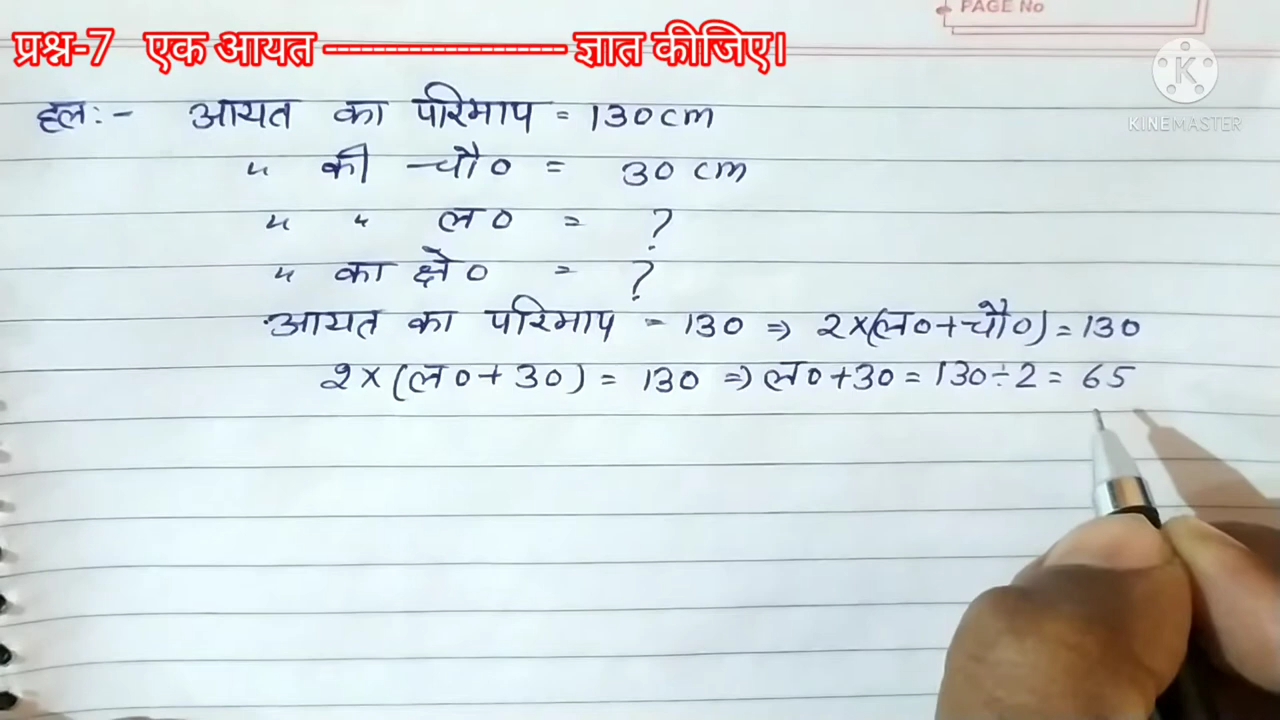 PAGE No
प्रश्न-7 एक आयत -------------------- ज्ञात कीजिए।
K
KINEMASTER
हल:- आयत का परिमाप = 130cm
" की चौ० = 30 cm
" " ल० = ?
" का क्षे० = ?
आयत का परिमाप = 130 ⇒ 2×(ल०+चौ०) = 130
2×(ल०+30) = 130 ⇒ ल०+30 = 130÷2 = 65